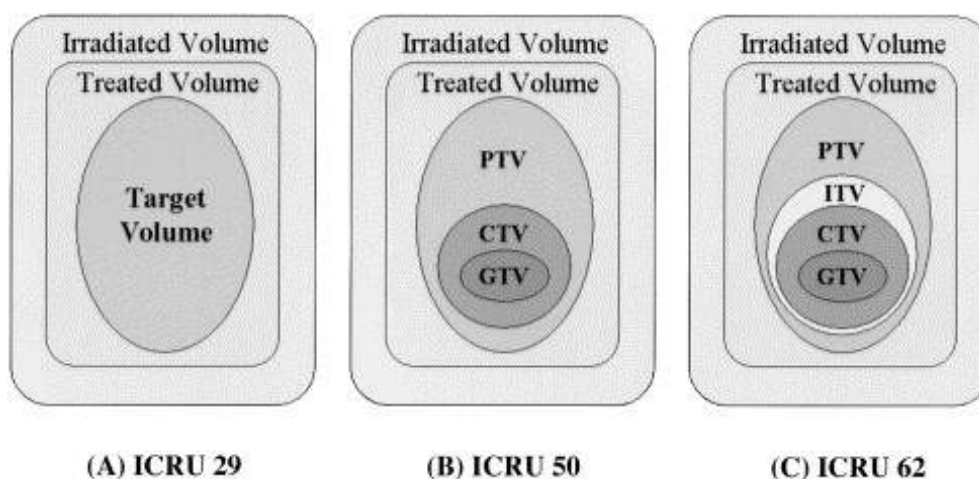 Irradiated Volume
Treated Volume
Target
Volume
(A) ICRU 29
Irradiated Volume
Treated Volume
PTV
CTV
GTV
(B) ICRU 50
Irradiated Volume
Treated Volume
PTV
ITV
CTV
GTV
(C) ICRU 62